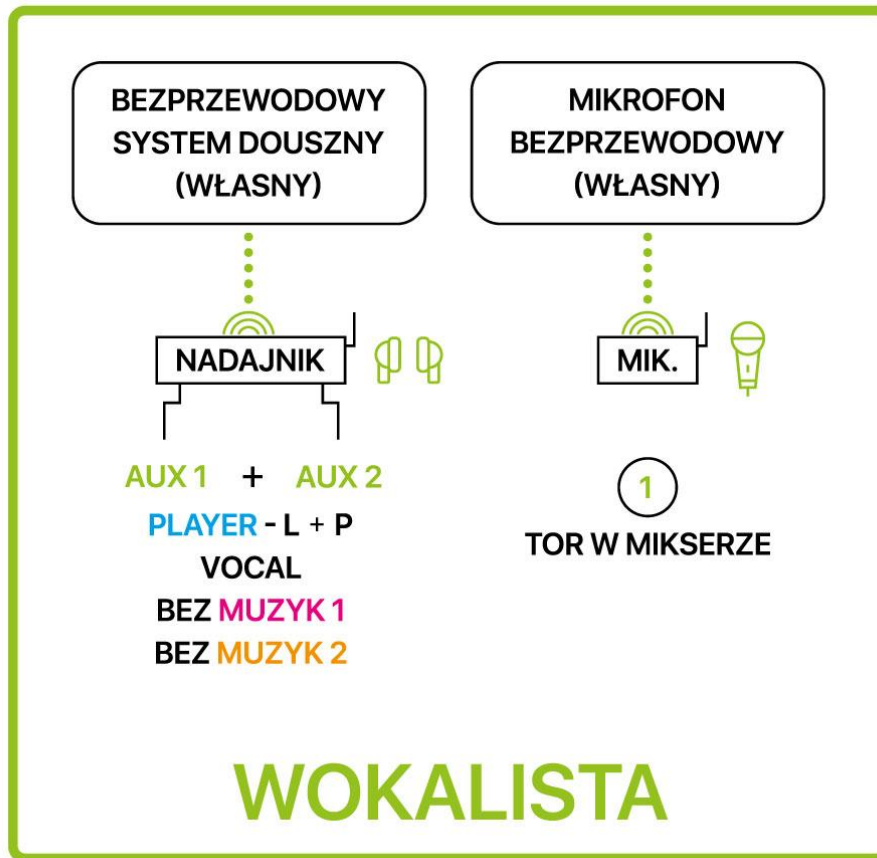 BEZPRZEWODOWY
SYSTEM DOUSZNY
(WŁASNY)
MIKROFON
BEZPRZEWODOWY
(WŁASNY)
NADAJNIK
MIK.
AUX 1 + AUX 2
PLAYER - L + P
VOCAL
BEZ MUZYK 1
BEZ MUZYK 2
1
TOR W MIKSERZE
WOKALISTA